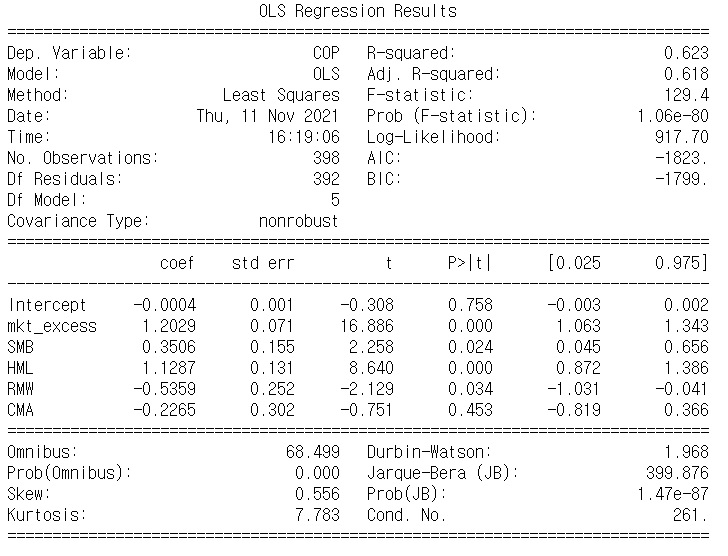 OLS Regression Results
==============================================================================
Dep. Variable:                    COP   R-squared:                       0.623
Model:                            OLS   Adj. R-squared:                  0.618
Method:                 Least Squares   F-statistic:                     129.4
Date:                Thu, 11 Nov 2021   Prob (F-statistic):           1.06e-80
Time:                        16:19:06   Log-Likelihood:                 917.70
No. Observations:                 398   AIC:                            -1823.
Df Residuals:                     392   BIC:                            -1799.
Df Model:                           5
Covariance Type:            nonrobust
==============================================================================
                 coef    std err          t      P>|t|      [0.025      0.975]
------------------------------------------------------------------------------
Intercept     -0.0004      0.001     -0.308      0.758      -0.003       0.002
mkt_excess     1.2029      0.071     16.886      0.000       1.063       1.343
SMB            0.3506      0.155      2.258      0.024       0.045       0.656
HML            1.1287      0.131      8.640      0.000       0.872       1.386
RMW           -0.5359      0.252     -2.129      0.034      -1.031      -0.041
CMA           -0.2265      0.302     -0.751      0.453      -0.819       0.366
==============================================================================
Omnibus:                       68.499   Durbin-Watson:                   1.968
Prob(Omnibus):                  0.000   Jarque-Bera (JB):              399.876
Skew:                           0.556   Prob(JB):                     1.47e-87
Kurtosis:                       7.783   Cond. No.                         261.
==============================================================================